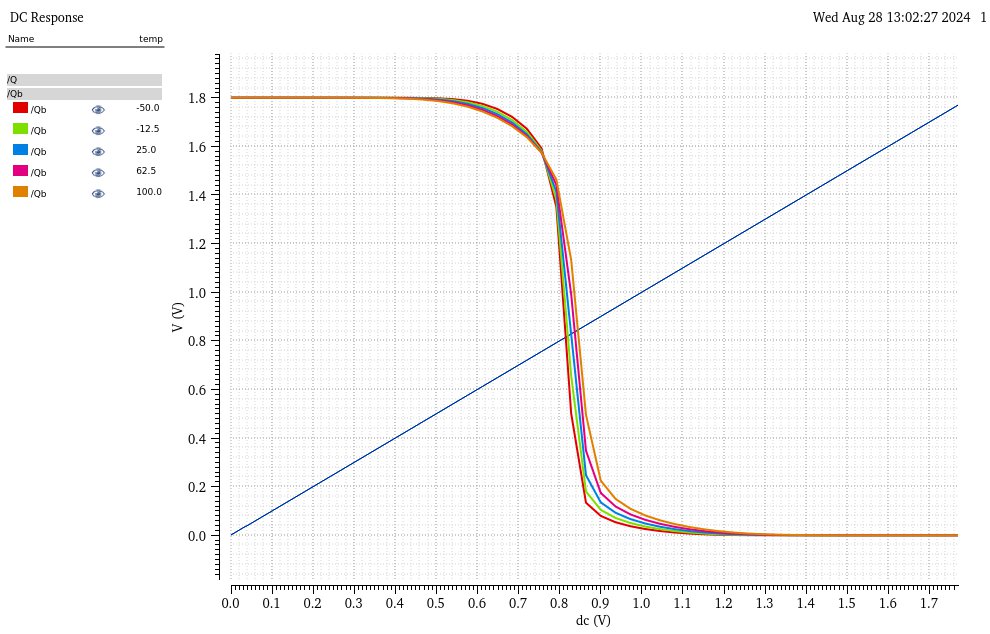 DC Response
Wed Aug 28 13:02:27 2024 1
Name temp
/Q
/Qb
/Qb -50.0
/Qb -12.5
/Qb 25.0
/Qb 62.5
/Qb 100.0
V (V)
1.8
1.6
1.4
1.2
1.0
0.8
0.6
0.4
0.2
0.0
0.0 0.1 0.2 0.3 0.4 0.5 0.6 0.7 0.8 0.9 1.0 1.1 1.2 1.3 1.4 1.5 1.6 1.7
dc (V)